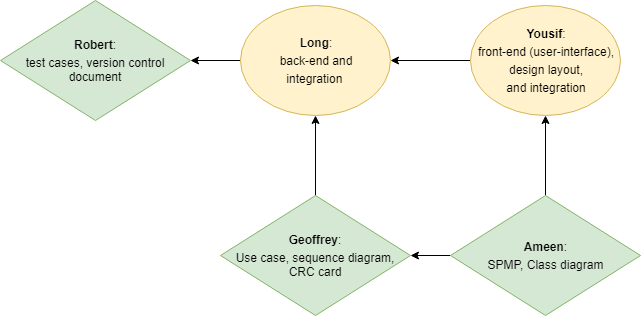 Robert:
test cases, version control
document
Long:
back-end and
integration
Yousif:
front-end (user-interface),
design layout,
and integration
Geoffrey:
Use case, sequence diagram,
CRC card
Ameen:
SPMP, Class diagram